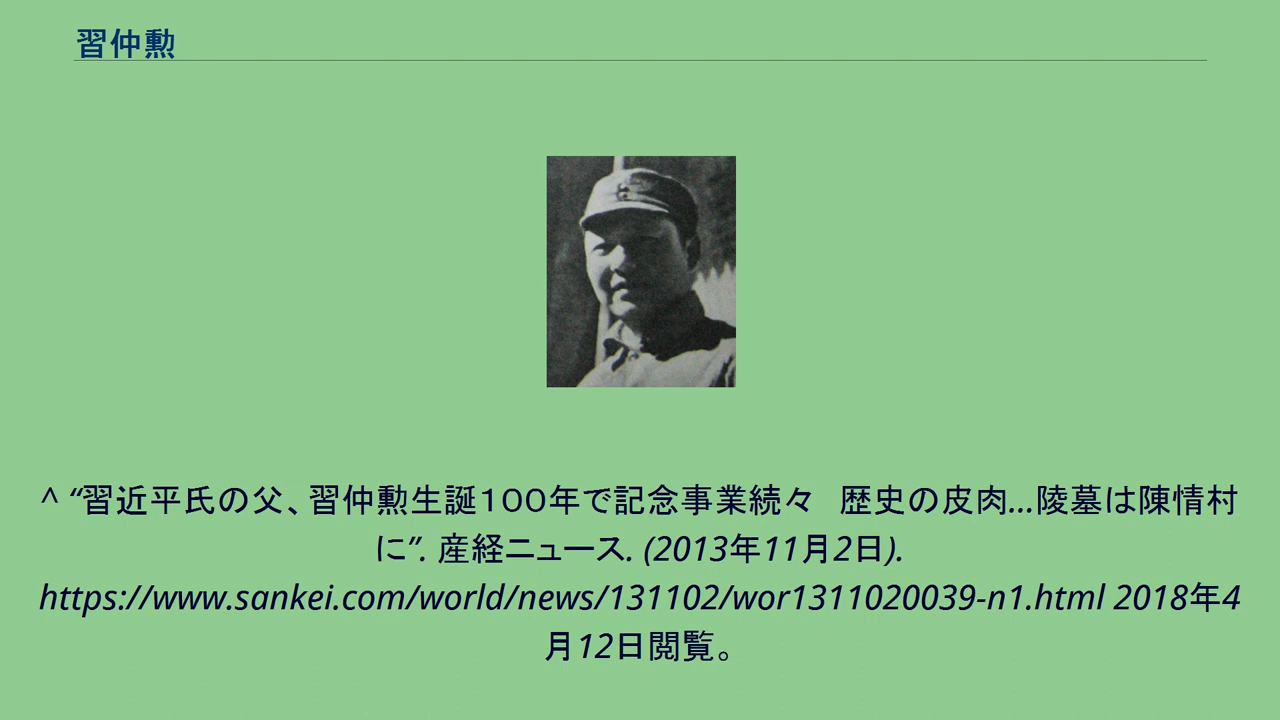 習仲勲
^ “習近平氏の父、習仲勲生誕１００年で記念事業続々　歴史の皮肉…陵墓は陳情村
に”. 産経ニュース. (2013年11月2日).
https://www.sankei.com/world/news/131102/wor1311020039-n1.html 2018年4
月12日閲覧。